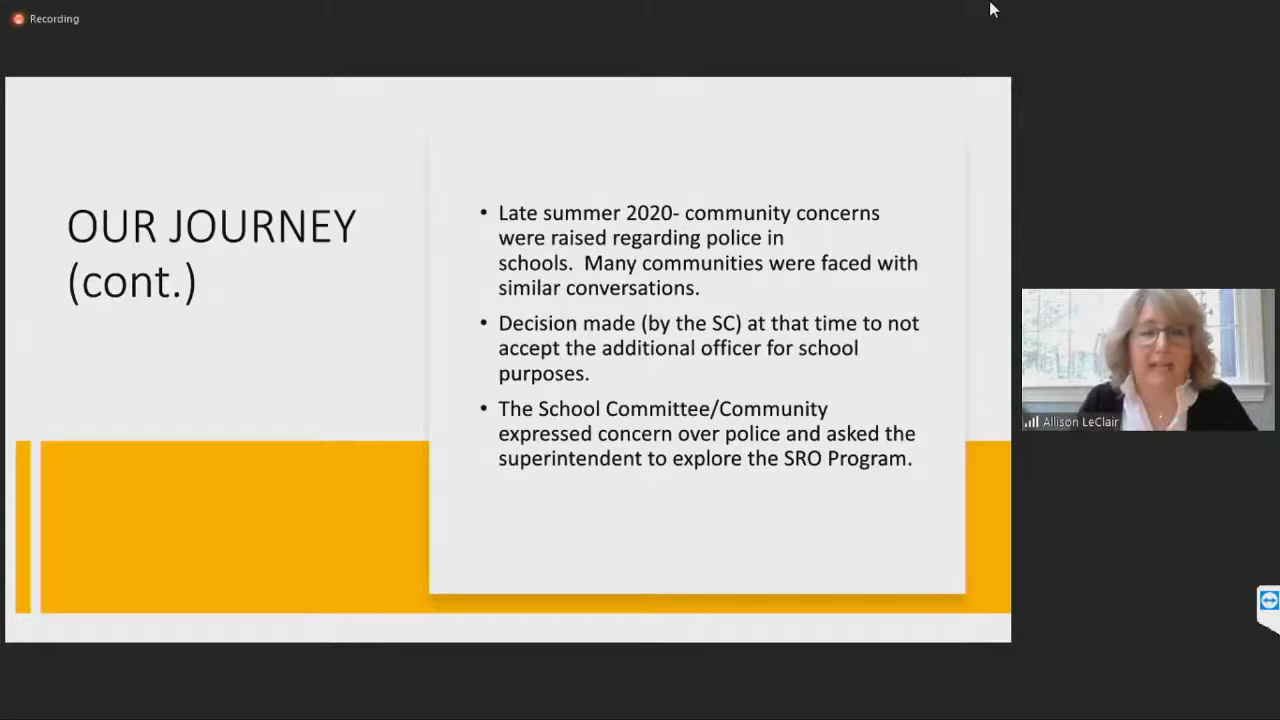 Recording
OUR JOURNEY
(cont.)
• Late summer 2020- community concerns
were raised regarding police in
schools.  Many communities were faced with
similar conversations.
• Decision made (by the SC) at that time to not
accept the additional officer for school
purposes.
• The School Committee/Community
expressed concern over police and asked the
superintendent to explore the SRO Program.
Allison LeClair